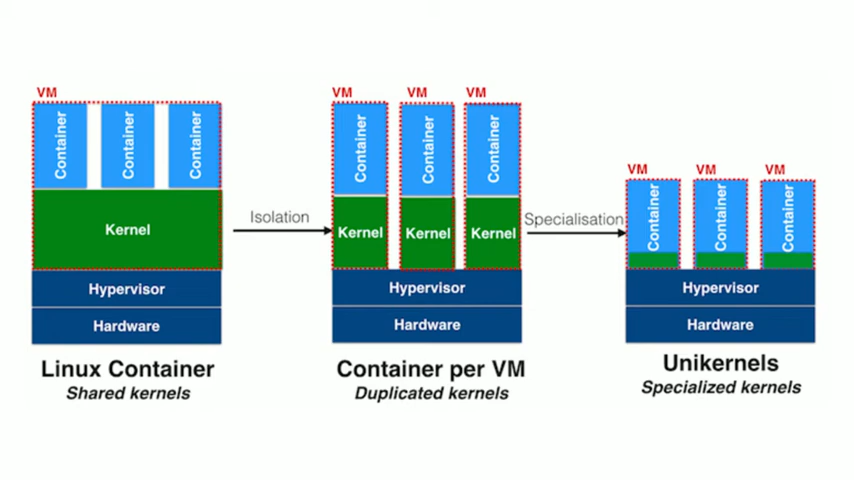 VM
Container
Container
Container
Kernel
Hypervisor
Hardware
Linux Container
Shared kernels
Isolation
VM
VM
VM
Container
Container
Container
Kernel
Kernel
Kernel
Hypervisor
Hardware
Container per VM
Duplicated kernels
Specialisation
VM
VM
VM
Container
Container
Container
Hypervisor
Hardware
Unikernels
Specialized kernels